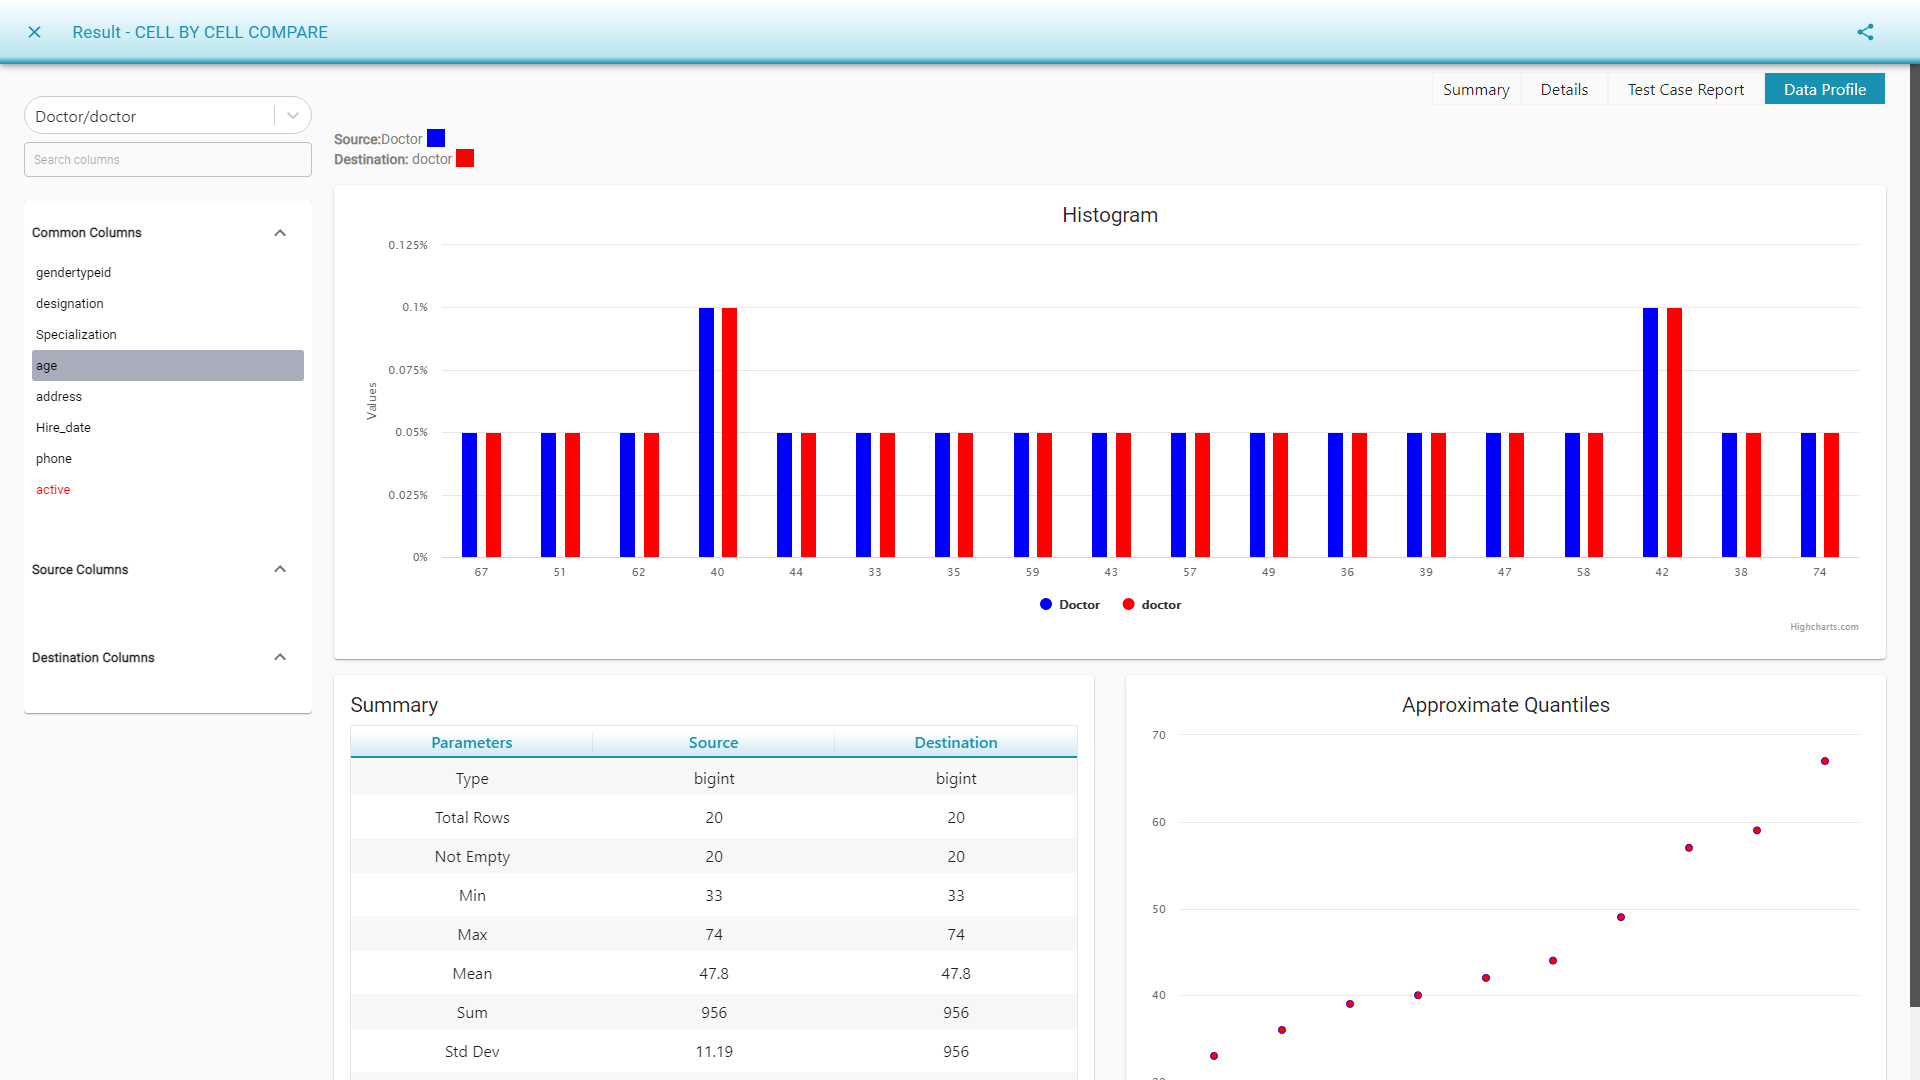 Result - CELL BY CELL COMPARE
Summary
Details
Test Case Report
Data Profile
Doctor/doctor
Search columns
Common Columns
gendertypeid
designation
Specialization
age
address
Hire_date
phone
active
Source Columns
Destination Columns
Source:Doctor
Destination: doctor
Histogram
Values
0.125%
0.1%
0.075%
0.05%
0.025%
0%
67 51 62 40 44 33 35 59 43 57 49 36 39 47 58 42 38 74
Doctor doctor
Highcharts.com
Summary
Parameters Source Destination
Type bigint bigint
Total Rows 20 20
Not Empty 20 20
Min 33 33
Max 74 74
Mean 47.8 47.8
Sum 956 956
Std Dev 11.19 956
Approximate Quantiles
70
60
50
40